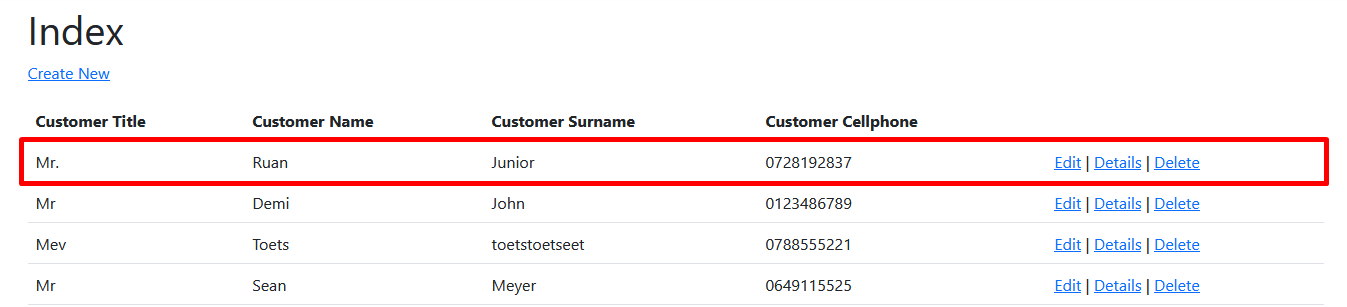 Index
Create New
Customer Title Customer Name Customer Surname Customer Cellphone
Mr. Ruan Junior 0728192837 Edit | Details | Delete
Mr Demi John 0123486789 Edit | Details | Delete
Mev Toets toetstoetseet 0788555221 Edit | Details | Delete
Mr Sean Meyer 0649115525 Edit | Details | Delete